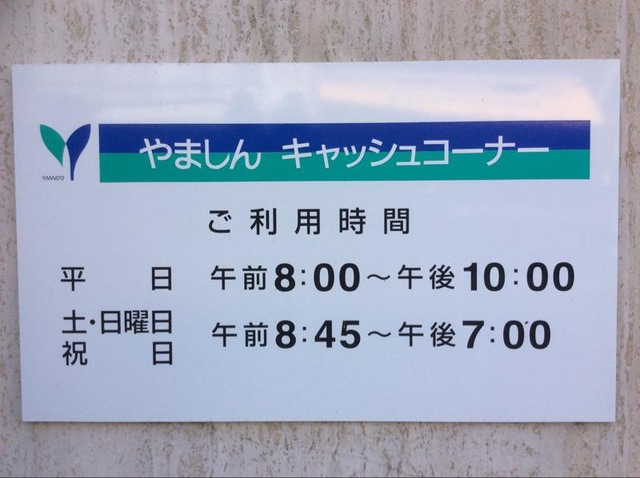 YAMATO
やましん キャッシュコーナー
ご利用時間
平日 午前8:00～午後10:00
土・日曜日
祝日 午前8:45～午後7:00